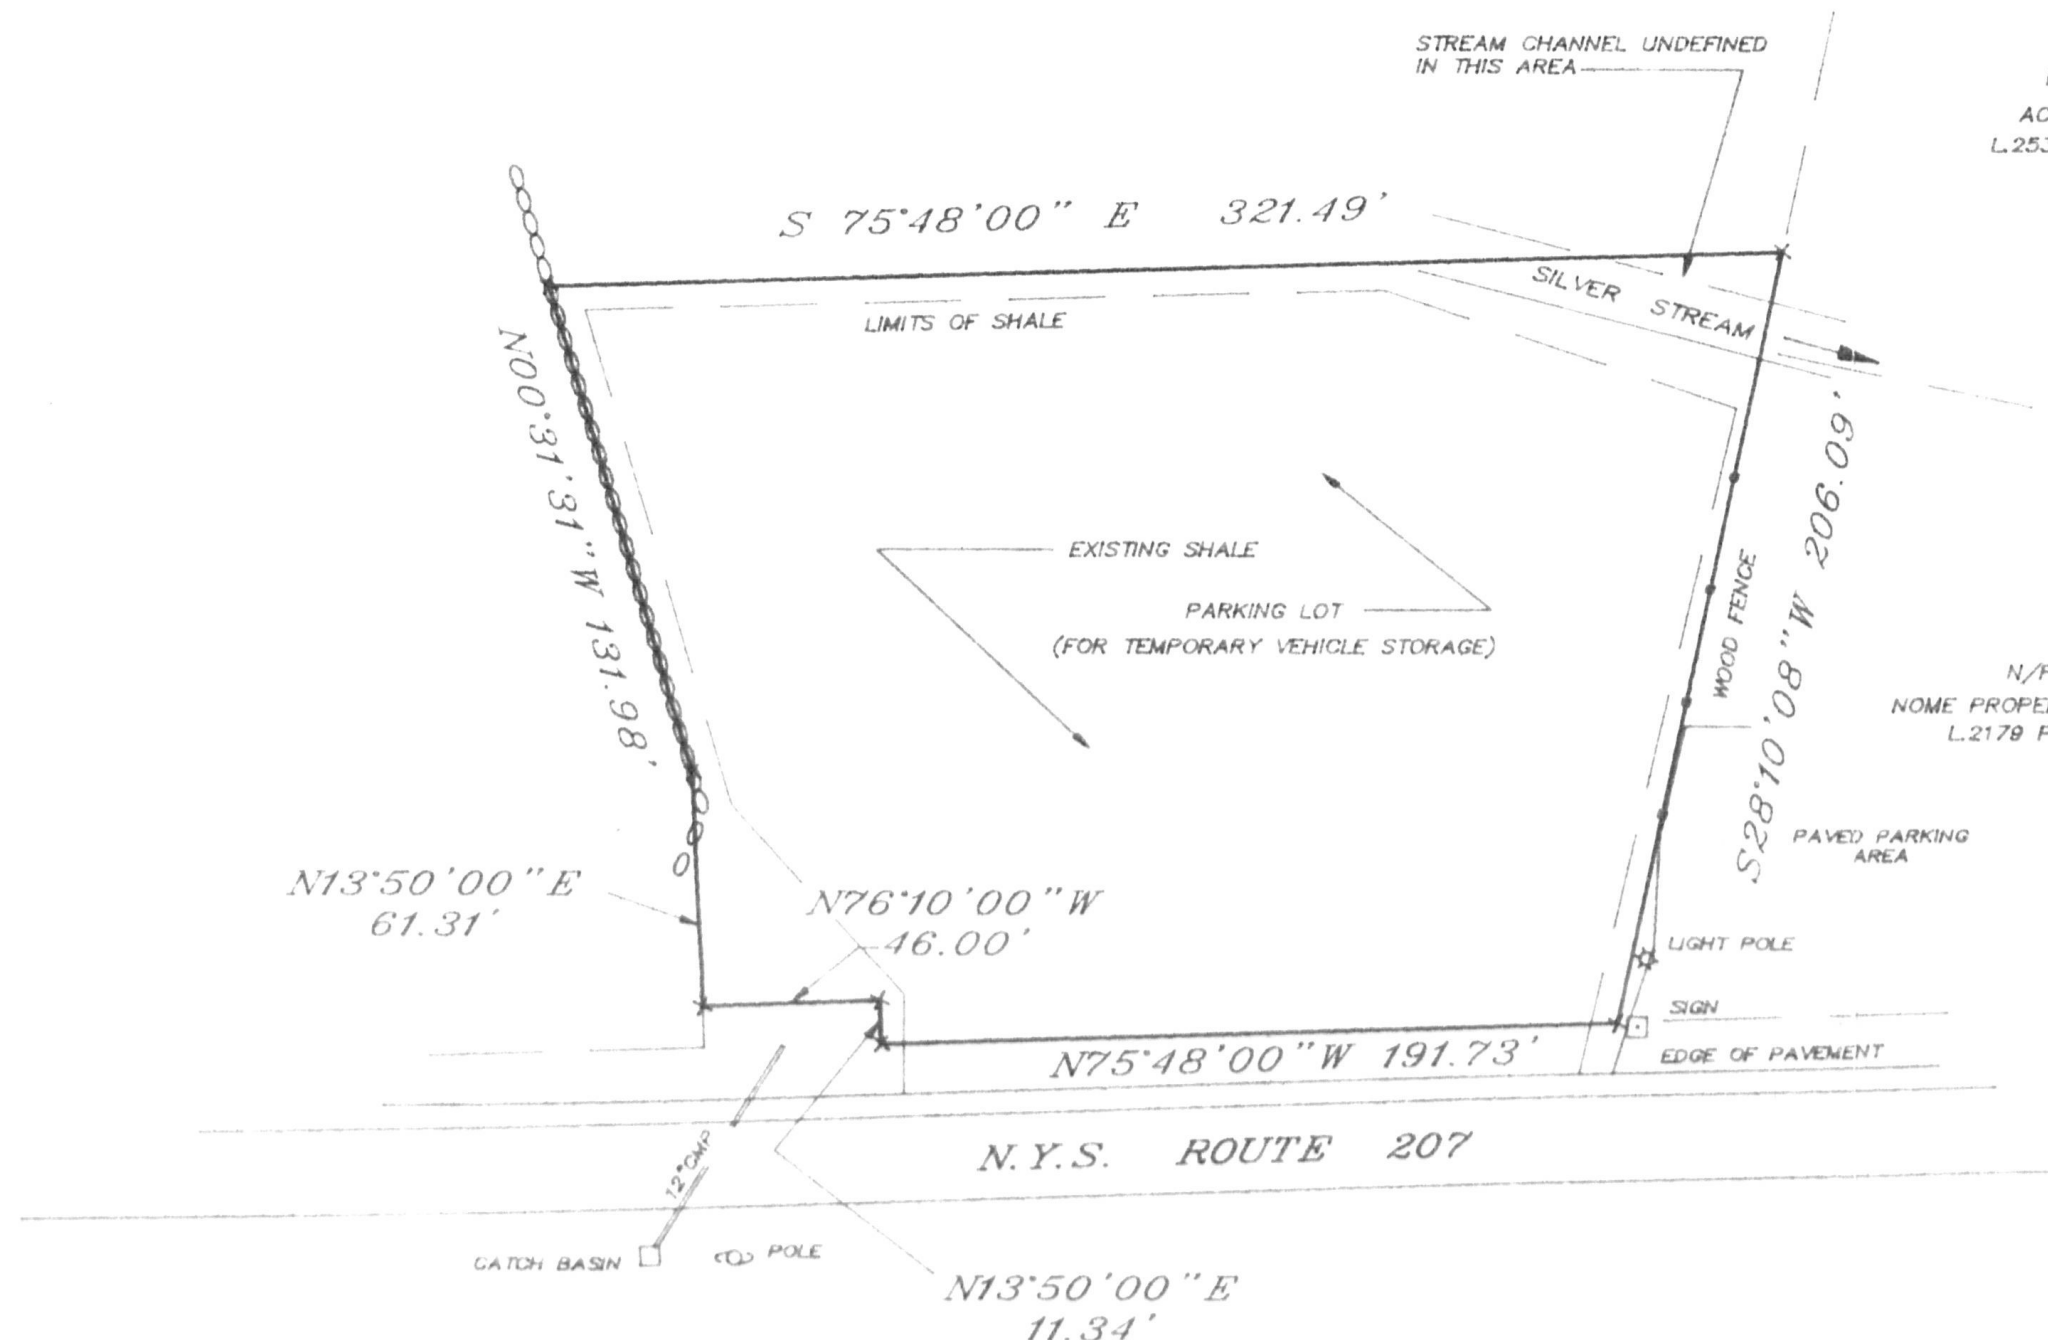 STREAM CHANNEL UNDEFINED
IN THIS AREA
L.253
S 75°48'00" E 321.49'
SILVER STREAM
LIMITS OF SHALE
N00°31'31"W 131.98'
S28°10'08"W 206.09'
EXISTING SHALE
WOOD FENCE
PARKING LOT
(FOR TEMPORARY VEHICLE STORAGE)
NOME
L.2179
PAVED PARKING
AREA
N13°50'00"E
61.31'
N76°10'00"W
46.00'
LIGHT POLE
SIGN
N75°48'00"W 191.73'
EDGE OF PAVEMENT
N.Y.S. ROUTE 207
12"CMP
CATCH BASIN
POLE
N13°50'00"E
11.34'